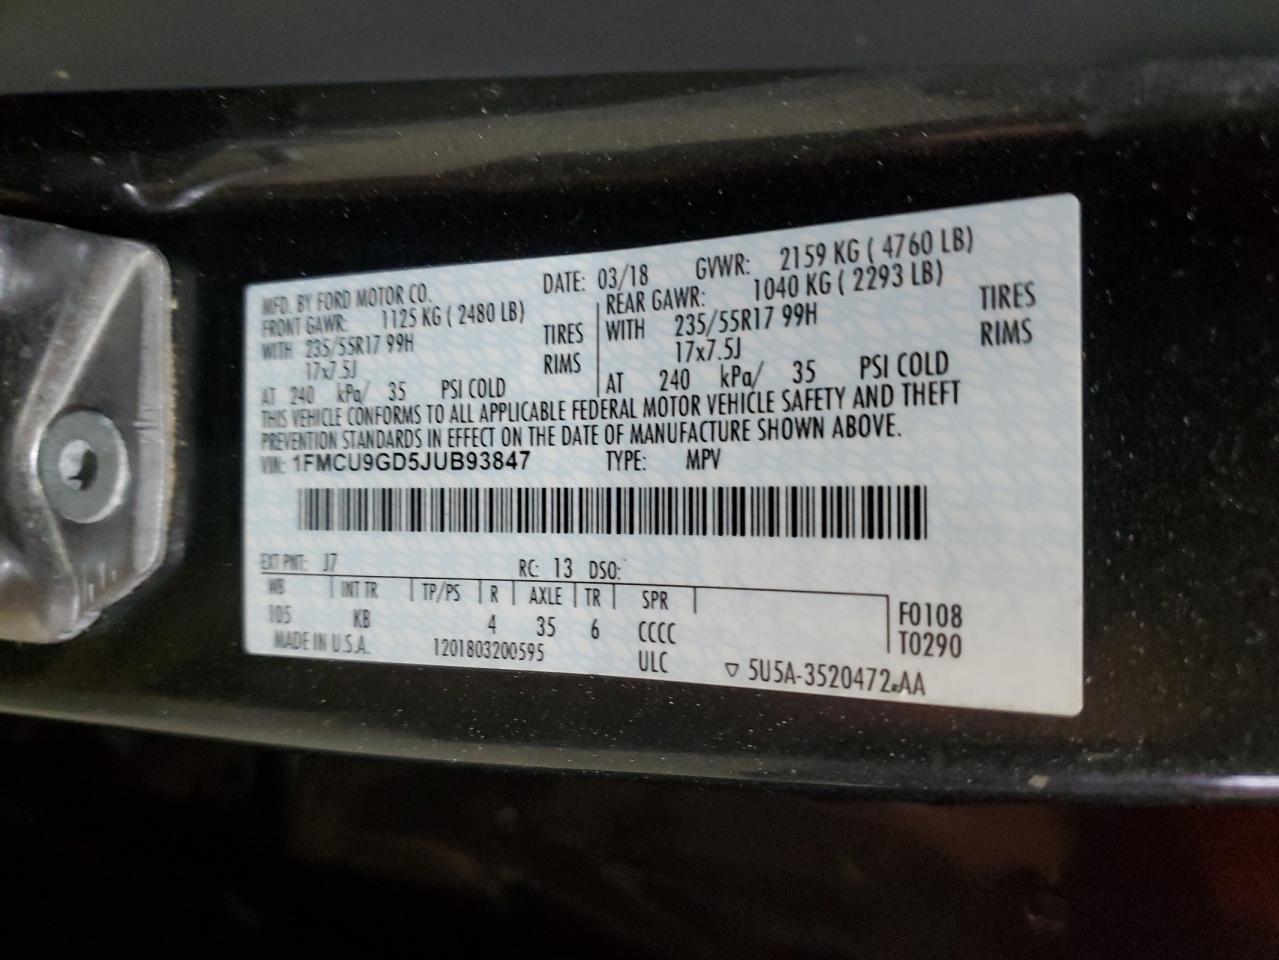 MFD. BY FORD MOTOR CO. DATE: 03/18 GVWR: 2159 KG ( 4760 LB)
FRONT GAWR: 1125 KG ( 2480 LB) REAR GAWR: 1040 KG ( 2293 LB)
WITH 235/55R17 99H TIRES WITH 235/55R17 99H TIRES
17x7.5J RIMS 17x7.5J RIMS
AT 240 kPa/ 35 PSI COLD AT 240 kPa/ 35 PSI COLD
THIS VEHICLE CONFORMS TO ALL APPLICABLE FEDERAL MOTOR VEHICLE SAFETY AND THEFT
PREVENTION STANDARDS IN EFFECT ON THE DATE OF MANUFACTURE SHOWN ABOVE.
VIN: 1FMCU9GD5JUB93847 TYPE: MPV
EXT PNT: J7 RC: 13 DSO:
WB INT TR TP/PS R AXLE TR SPR
105 KB 4 35 6 CCCC F0108
ULC T0290
MADE IN U.S.A. 1201803200595 ▽ 5U5A-3520472-AA